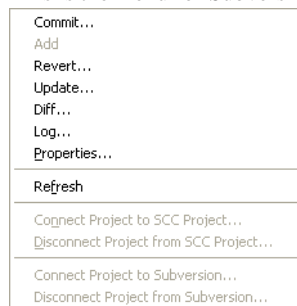 Commit...
Add
Revert...
Update...
Diff...
Log...
Properties...
Refresh
Connect Project to SCC Project...
Disconnect Project from SCC Project...
Connect Project to Subversion...
Disconnect Project from Subversion...